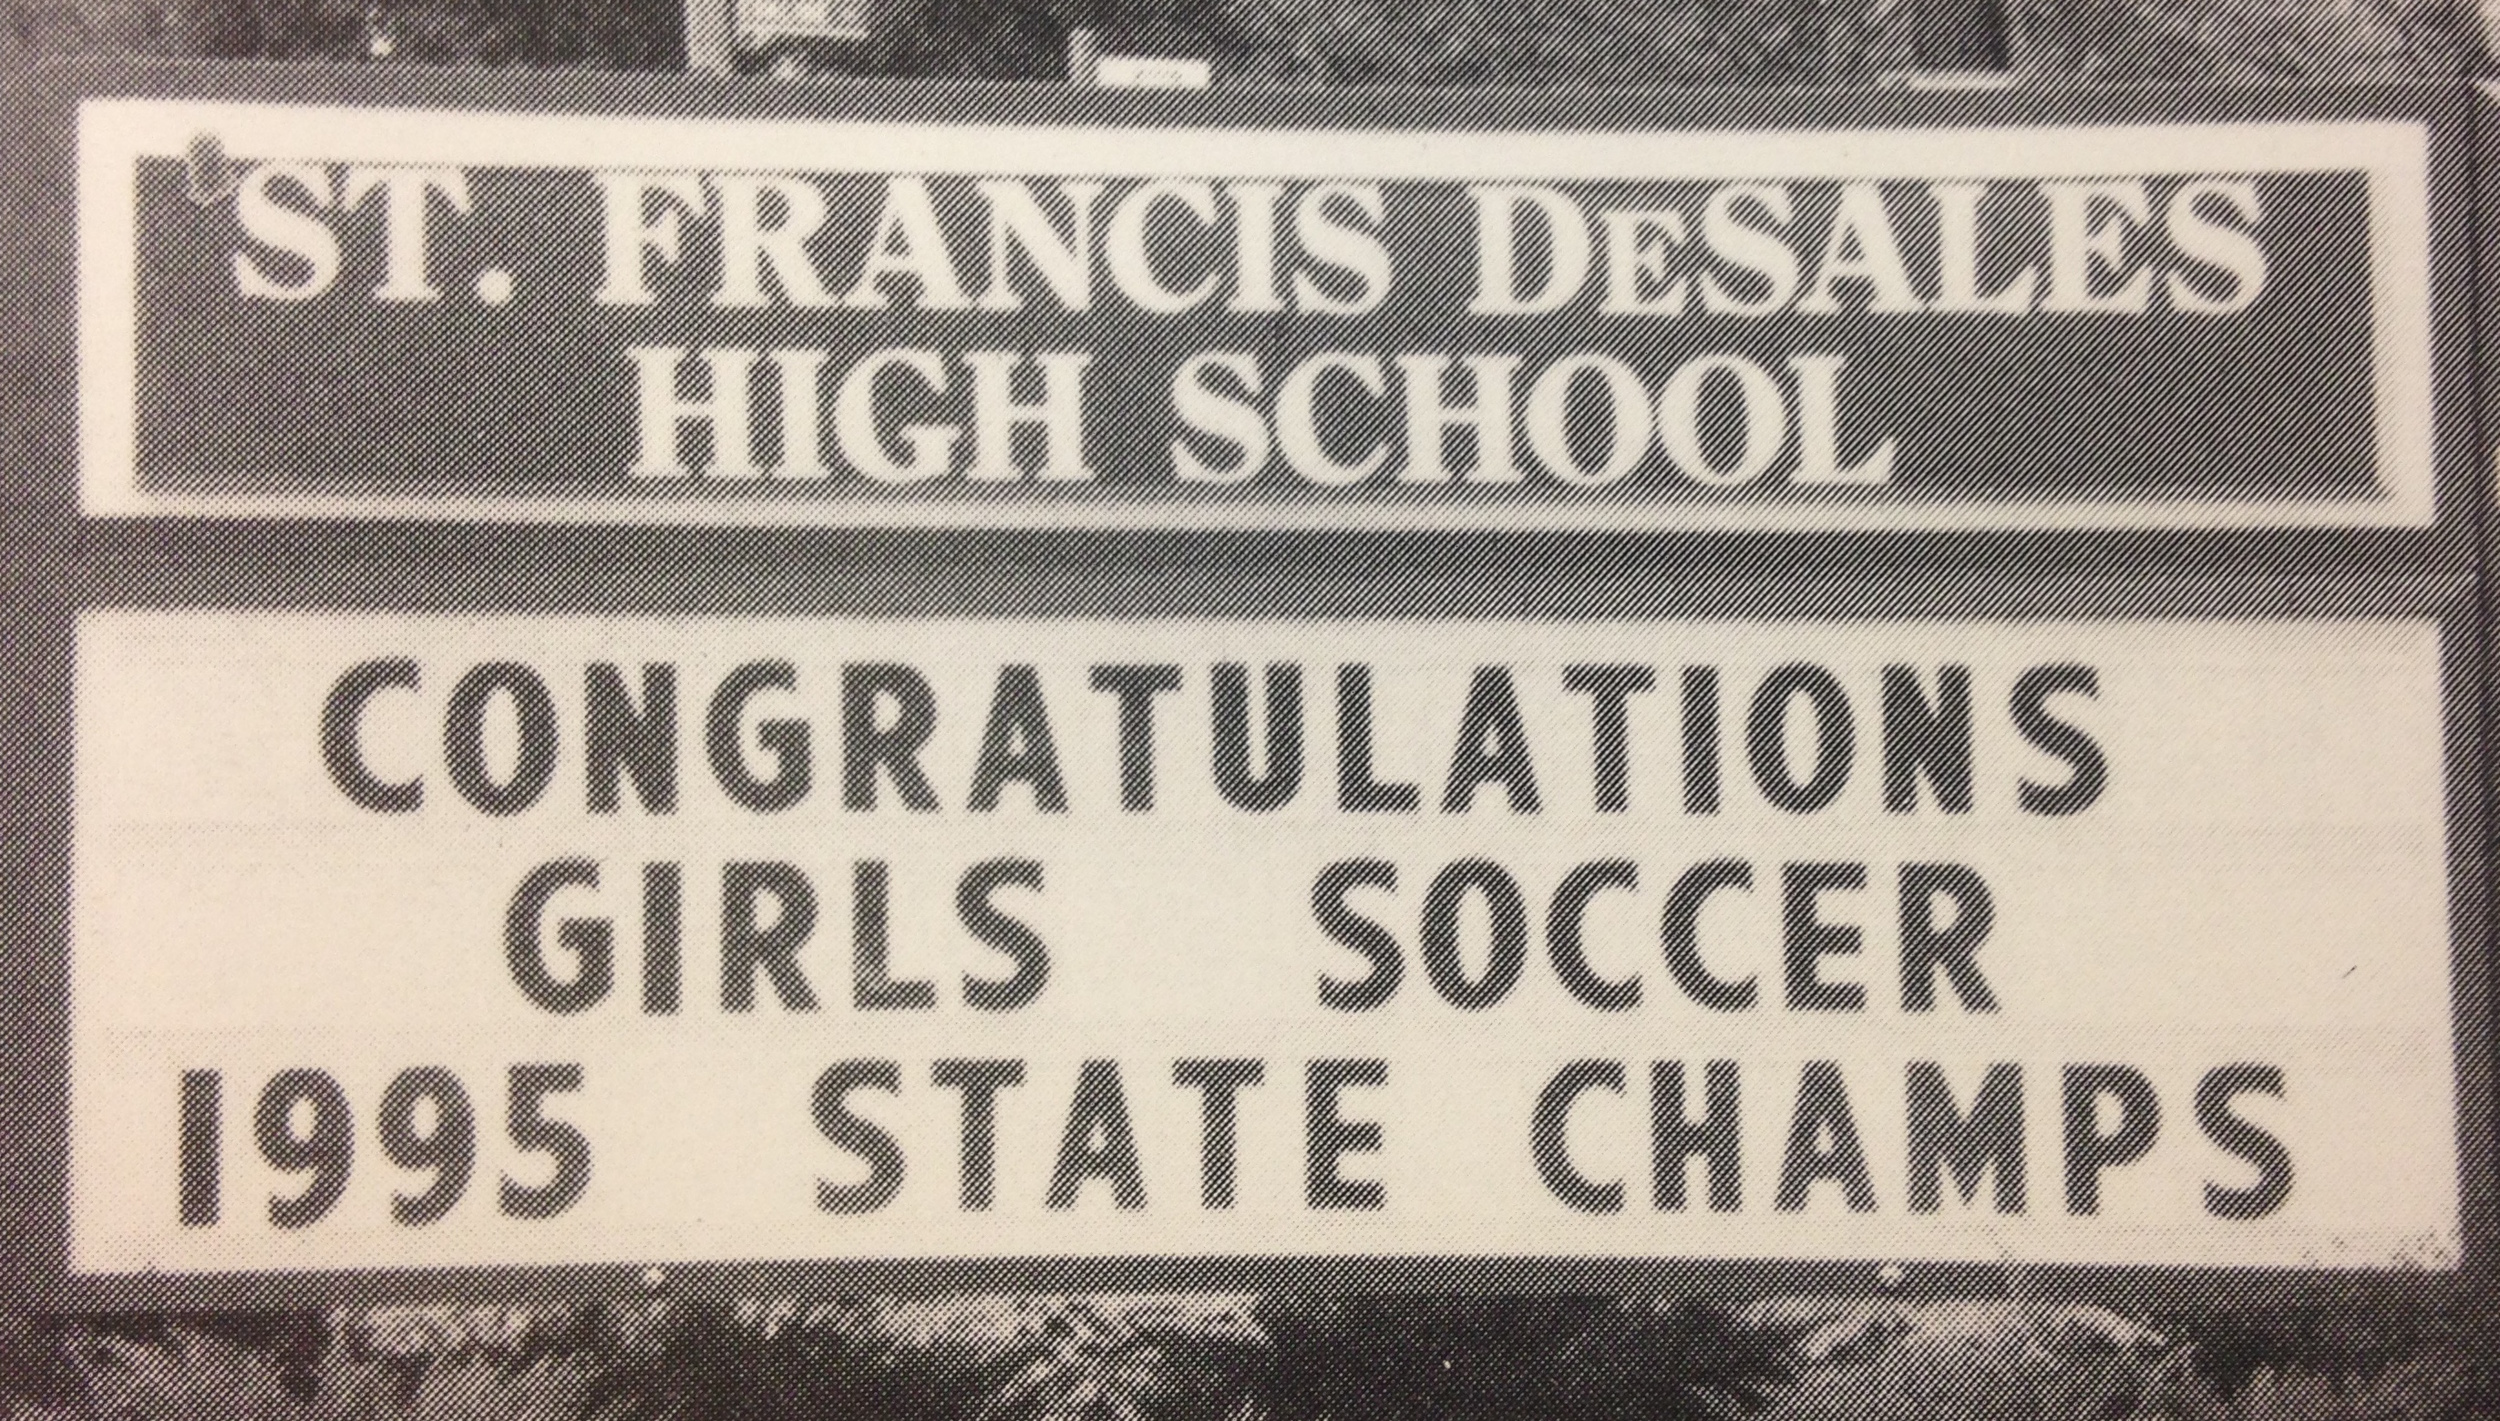 ST. FRANCIS DeSALES
HIGH SCHOOL
CONGRATULATIONS
GIRLS SOCCER
1995 STATE CHAMPS